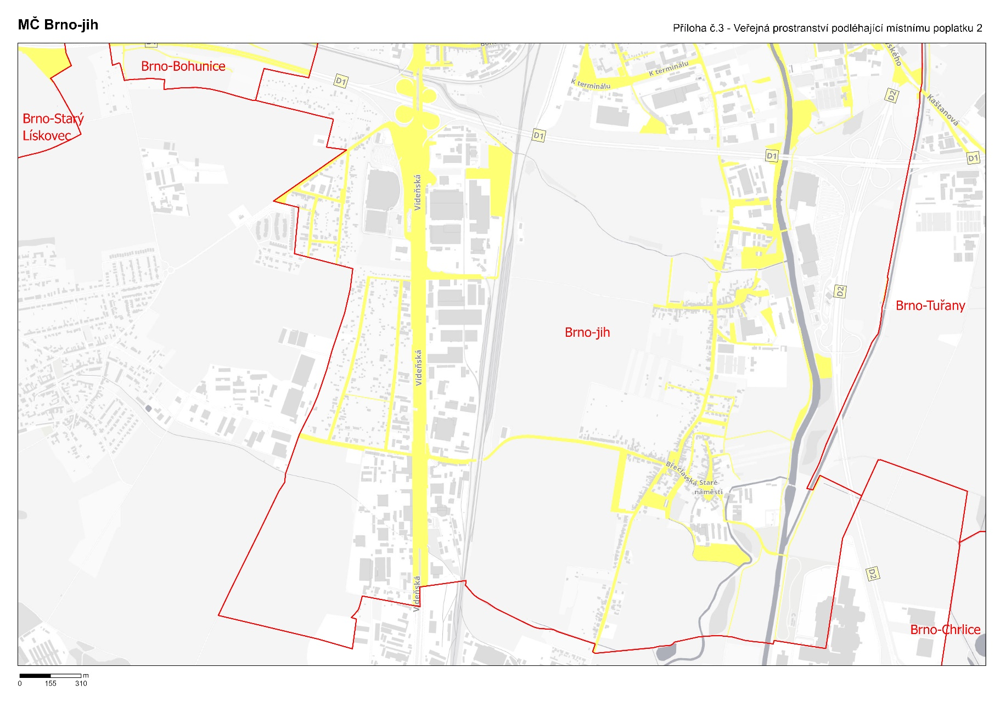 MČ Brno-jih
Příloha č.3 - Veřejná prostranství podléhající místnímu poplatku 2
Brno-Bohunice
D1
K terminálu
K terminálu
D2
Kaštanová
Brno-Starý
Lískovec
D1
D1
D1
Vídeňská
D2
Brno-Tuřany
Brno-jih
Vídeňská
Břeclavská
Staré
náměstí
Vídeňská
D2
Brno-Chrlice
m
0 155 310